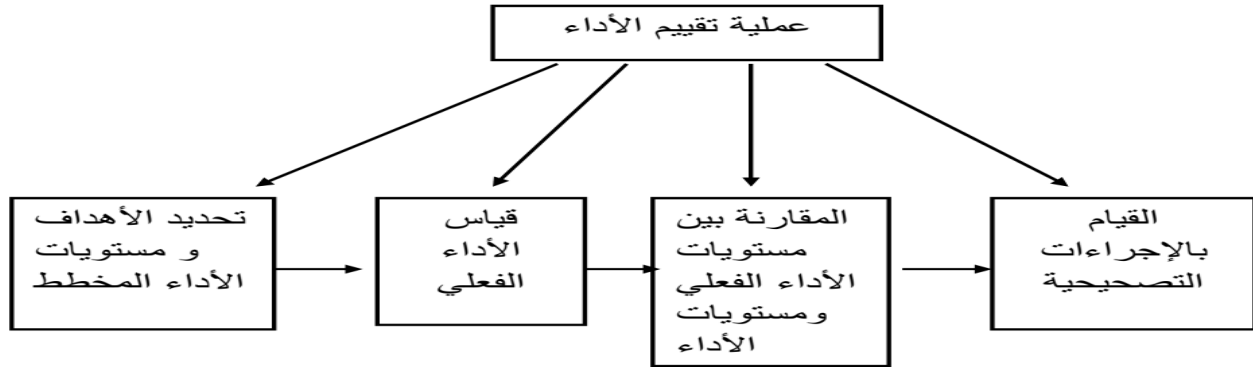 عملية تقييم الأداء
تحديد الأهداف
و مستويات
الأداء المخطط
قياس
الأداء
الفعلي
المقارنة بين
مستويات
الأداء الفعلي
ومستويات
الأداء
القيام
بالإجراءات
التصحيحية